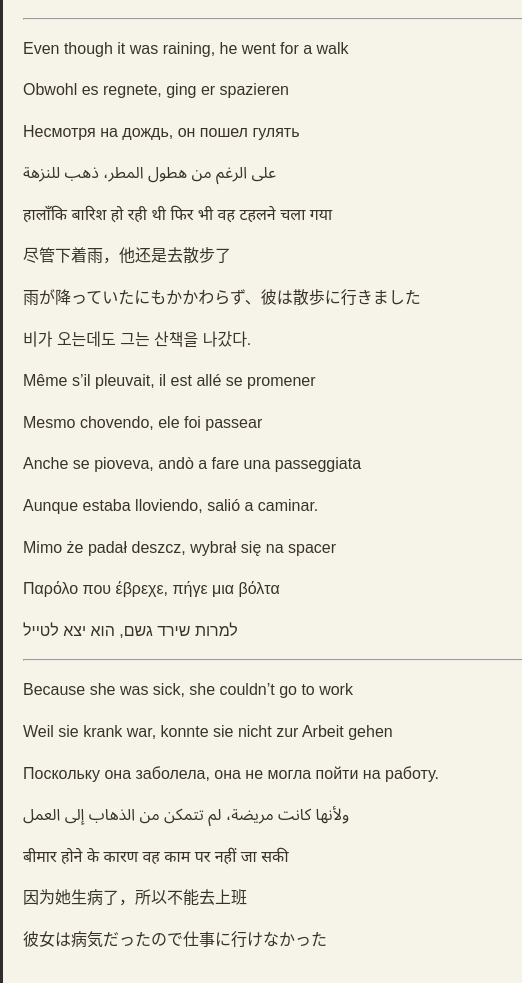 Even though it was raining, he went for a walk
Obwohl es regnete, ging er spazieren
Несмотря на дождь, он пошел гулять
على الرغم من هطول المطر، ذهب للنزهة
हालाँकि बारिश हो रही थी फिर भी वह टहलने चला गया
尽管下着雨，他还是去散步了
雨が降っていたにもかかわらず、彼は散歩に行きました
비가 오는데도 그는 산책을 나갔다.
Même s’il pleuvait, il est allé se promener
Mesmo chovendo, ele foi passear
Anche se pioveva, andò a fare una passeggiata
Aunque estaba lloviendo, salió a caminar.
Mimo że padał deszcz, wybrał się na spacer
Παρόλο που έβρεχε, πήγε μια βόλτα
למרות שירד גשם, הוא יצא לטייל
Because she was sick, she couldn’t go to work
Weil sie krank war, konnte sie nicht zur Arbeit gehen
Поскольку она заболела, она не могла пойти на работу.
ولأنها كانت مريضة، لم تتمكن من الذهاب إلى العمل
बीमार होने के कारण वह काम पर नहीं जा सकी
因为她生病了，所以不能去上班
彼女は病気だったので仕事に行けなかった